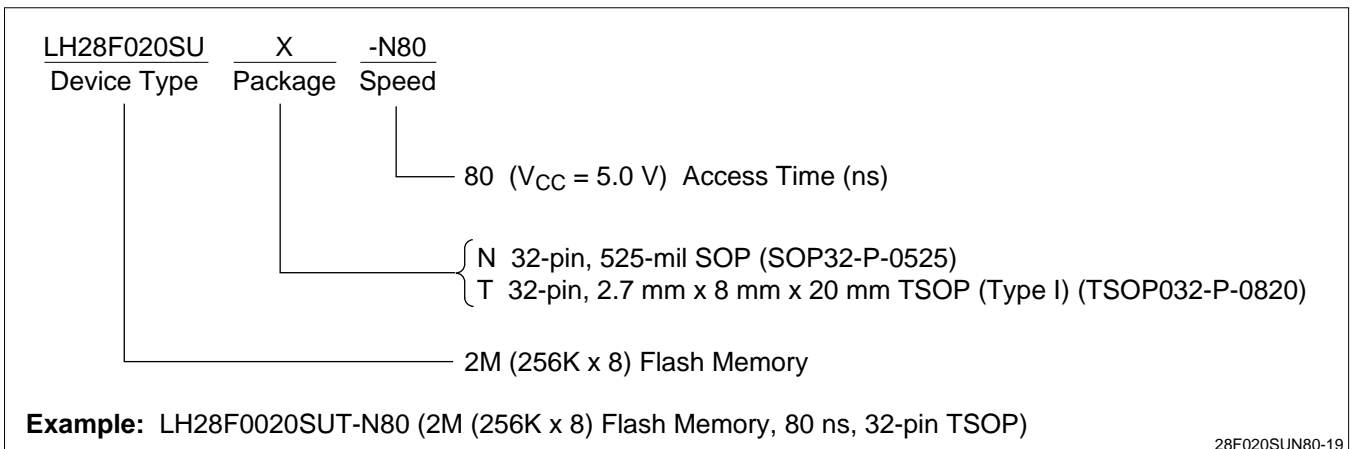 LH28F020SU X -N80
Device Type Package Speed
80 (VCC = 5.0 V) Access Time (ns)
N 32-pin, 525-mil SOP (SOP32-P-0525)
T 32-pin, 2.7 mm x 8 mm x 20 mm TSOP (Type I) (TSOP032-P-0820)
2M (256K x 8) Flash Memory
Example: LH28F0020SUT-N80 (2M (256K x 8) Flash Memory, 80 ns, 32-pin TSOP)
28F020SUN80-19